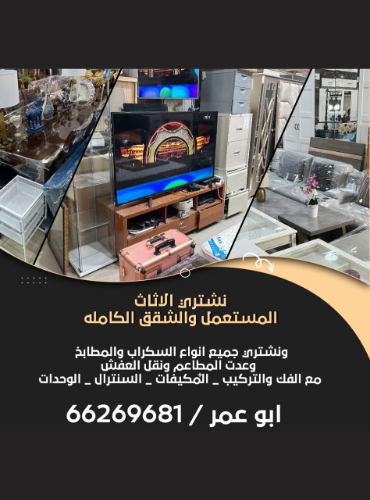 نشتري الاثاث
المستعمل والشقق الكامله
ونشتري جميع انواع السكراب والمطابخ
وعدت المطاعم ونقل العفش
مع الفك والتركيب _ المكيفات _ السنترال _ الوحدات
ابو عمر / 66269681